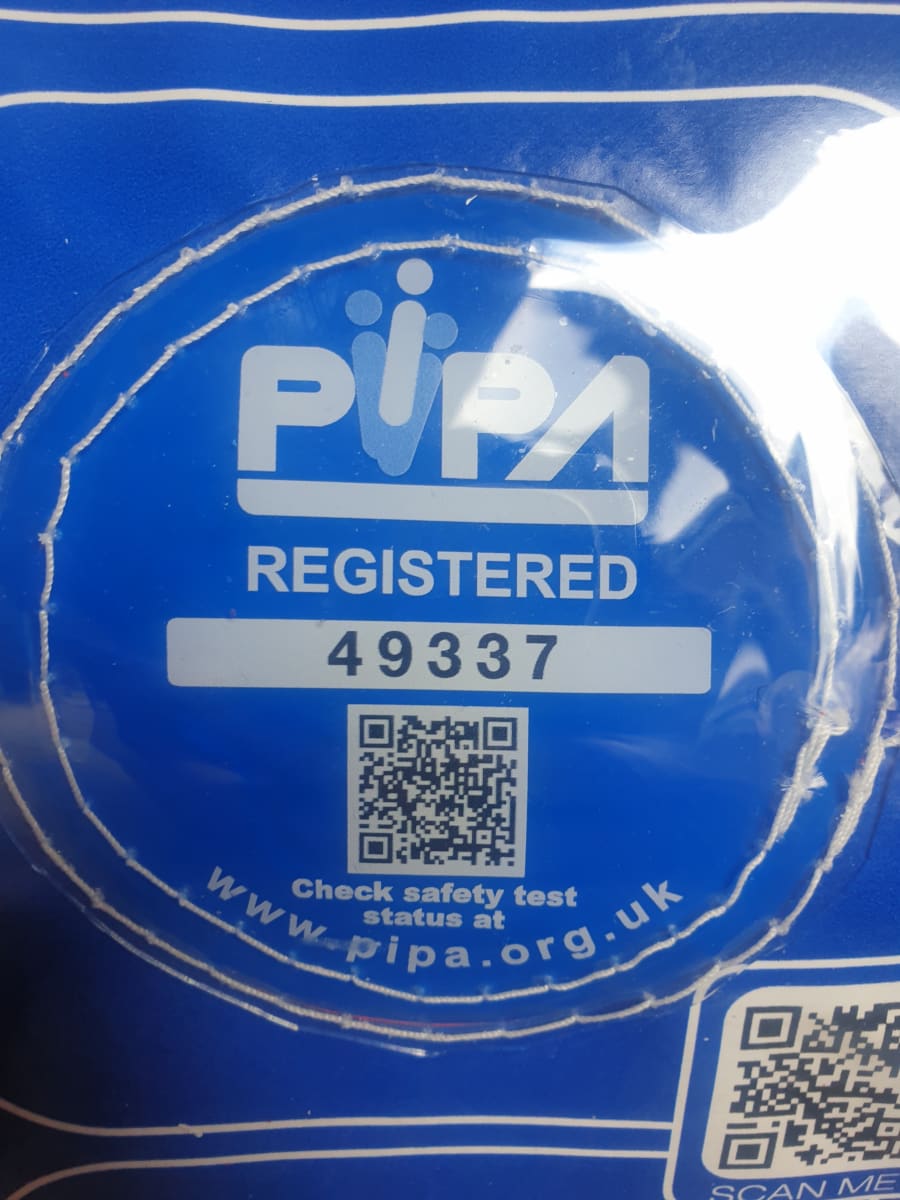 PiPA
REGISTERED
49337
Check safety test
status at
www.pipa.org.uk
SCAN ME